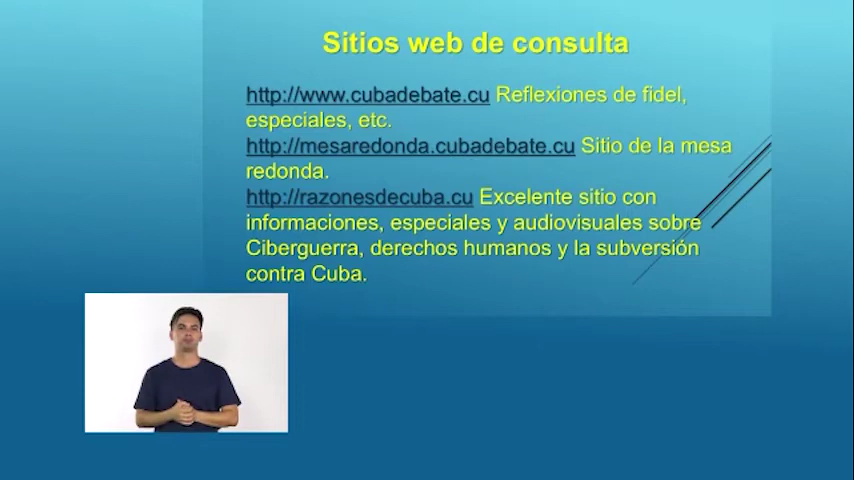 Sitios web de consulta
http://www.cubadebate.cu Reflexiones de fidel,
especiales, etc.
http://mesaredonda.cubadebate.cu Sitio de la mesa
redonda.
http://razonesdecuba.cu Excelente sitio con
informaciones, especiales y audiovisuales sobre
Ciberguerra, derechos humanos y la subversión
contra Cuba.